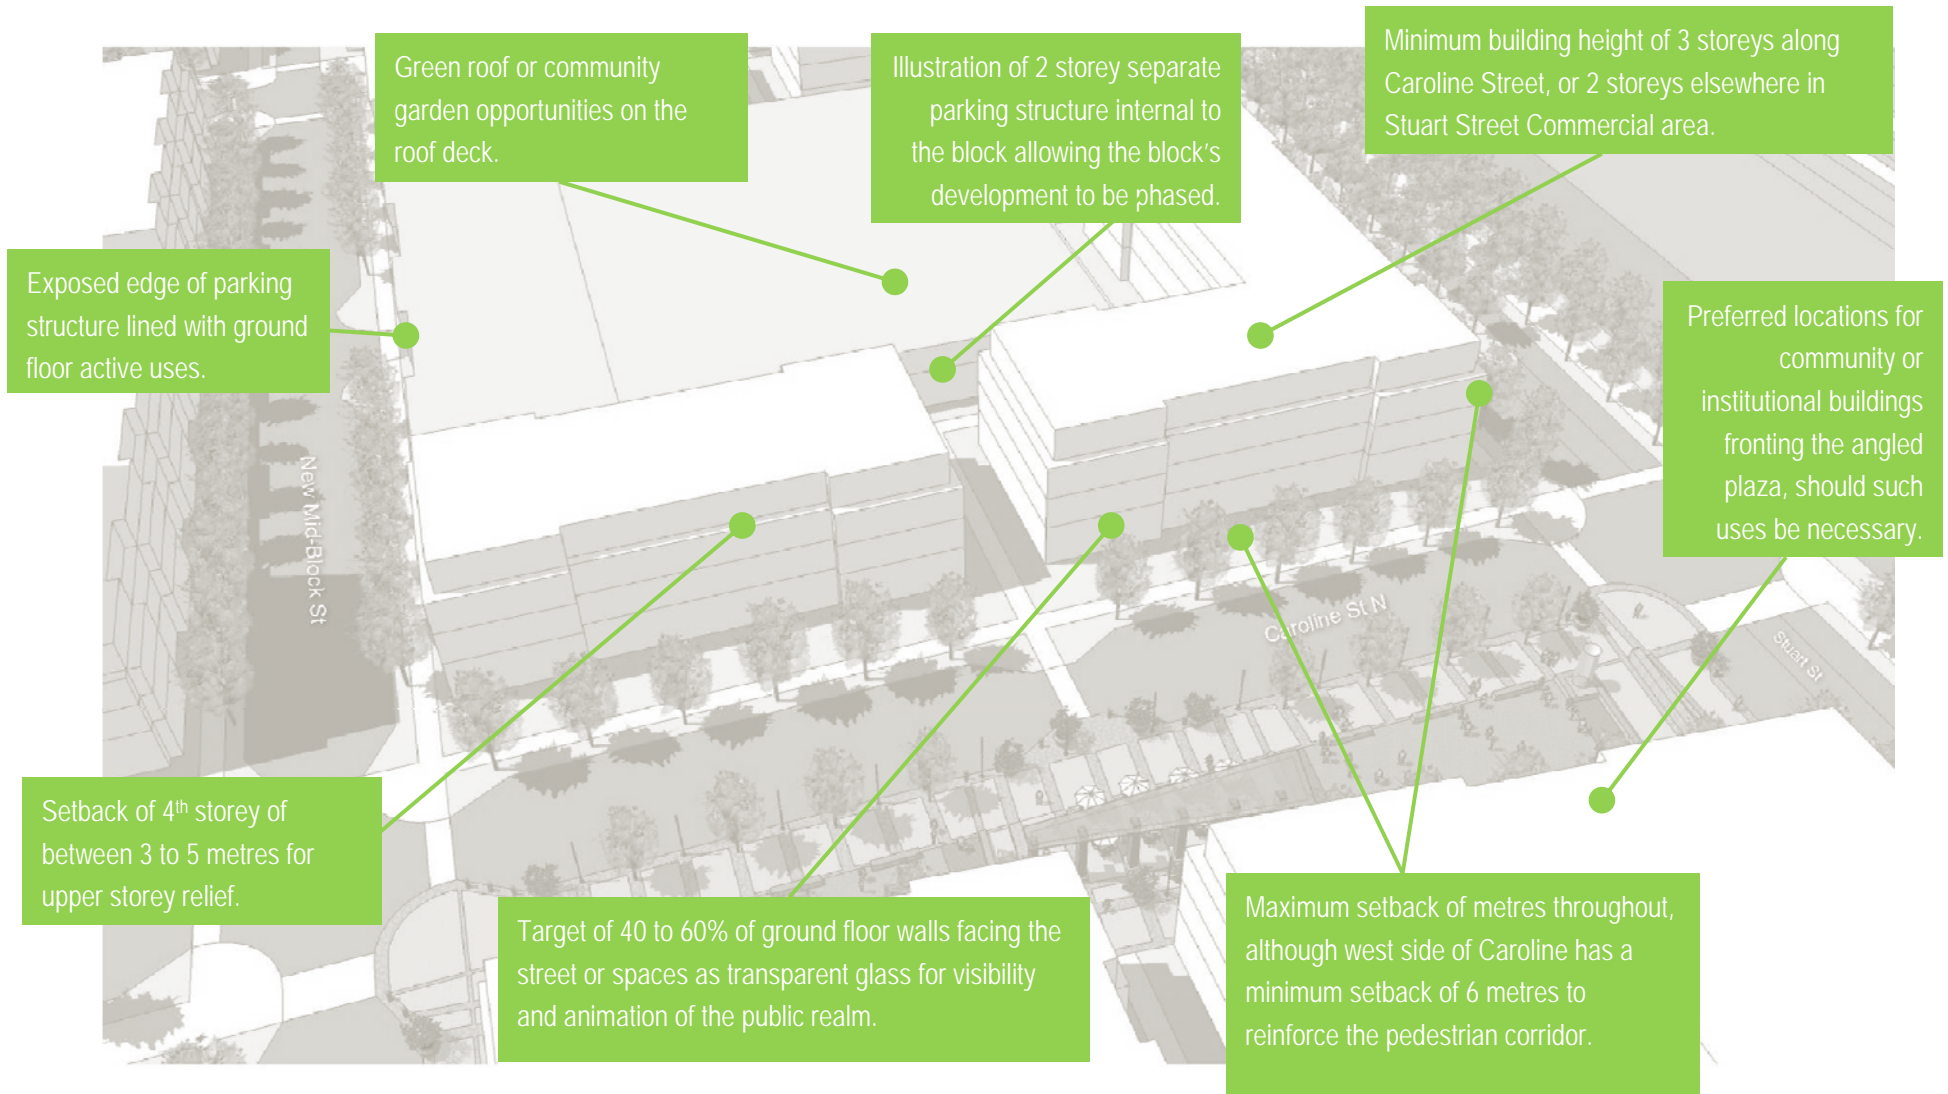 Green roof or community
garden opportunities on the
roof deck.
Illustration of 2 storey separate
parking structure internal to
the block allowing the block's
development to be phased.
Minimum building height of 3 storeys along
Caroline Street, or 2 storeys elsewhere in
Stuart Street Commercial area.
Exposed edge of parking
structure lined with ground
floor active uses.
Preferred locations for
community or
institutional buildings
fronting the angled
plaza, should such
uses be necessary.
New Mid-Block St
Caroline St N
Stuart St
Setback of 4th storey of
between 3 to 5 metres for
upper storey relief.
Target of 40 to 60% of ground floor walls facing the
street or spaces as transparent glass for visibility
and animation of the public realm.
Maximum setback of metres throughout,
although west side of Caroline has a
minimum setback of 6 metres to
reinforce the pedestrian corridor.